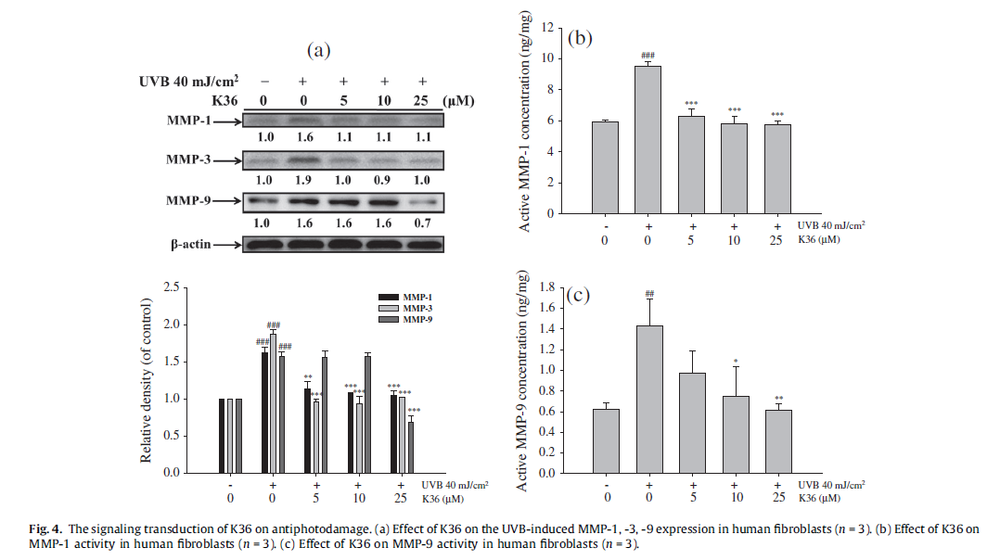 (a)
UVB 40 mJ/cm² − + + + +
K36 0 0 5 10 25 (μM)
MMP-1
1.0 1.6 1.1 1.1 1.1
MMP-3
1.0 1.9 1.0 0.9 1.0
MMP-9
1.0 1.6 1.6 1.6 0.7
β-actin
Relative density (of control)
2.5
2.0
1.5
1.0
0.5
0.0
MMP-1
MMP-3
MMP-9
### ### ###
** ***
*** ***
*** *** ***
- + + + + UVB 40 mJ/cm²
0 0 5 10 25 K36 (μM)
(b)
Active MMP-1 concentration (ng/mg)
12
10
8
6
4
2
0
### *** *** ***
- + + + + UVB 40 mJ/cm²
0 0 5 10 25 K36 (μM)
(c)
Active MMP-9 concentration (ng/mg)
1.8
1.6
1.4
1.2
1.0
0.8
0.6
0.4
0.2
0.0
## * **
- + + + + UVB 40 mJ/cm²
0 0 5 10 25 K36 (μM)
Fig. 4. The signaling transduction of K36 on antiphotodamage. (a) Effect of K36 on the UVB-induced MMP-1, -3, -9 expression in human fibroblasts (n = 3). (b) Effect of K36 on
MMP-1 activity in human fibroblasts (n = 3). (c) Effect of K36 on MMP-9 activity in human fibroblasts (n = 3).